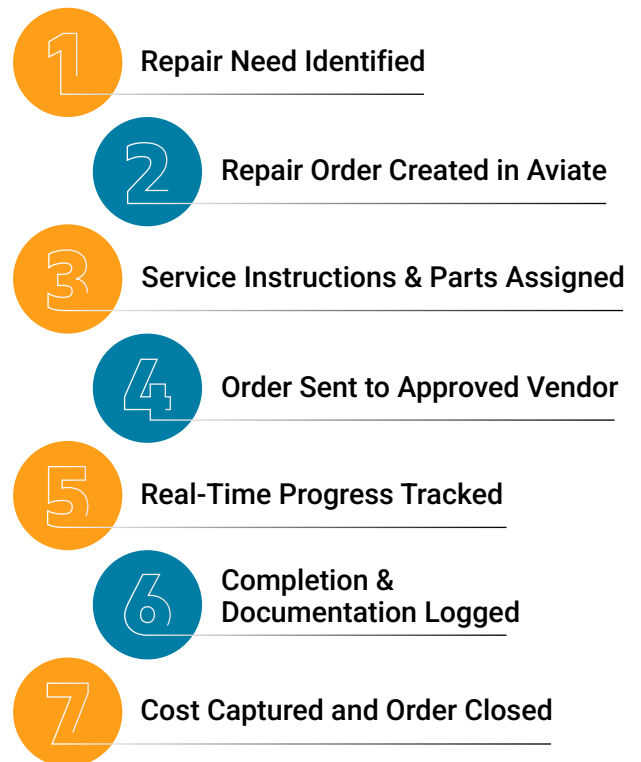 1
Repair Need Identified
2
Repair Order Created in Aviate
3
Service Instructions & Parts Assigned
4
Order Sent to Approved Vendor
5
Real-Time Progress Tracked
6
Completion &
Documentation Logged
7
Cost Captured and Order Closed